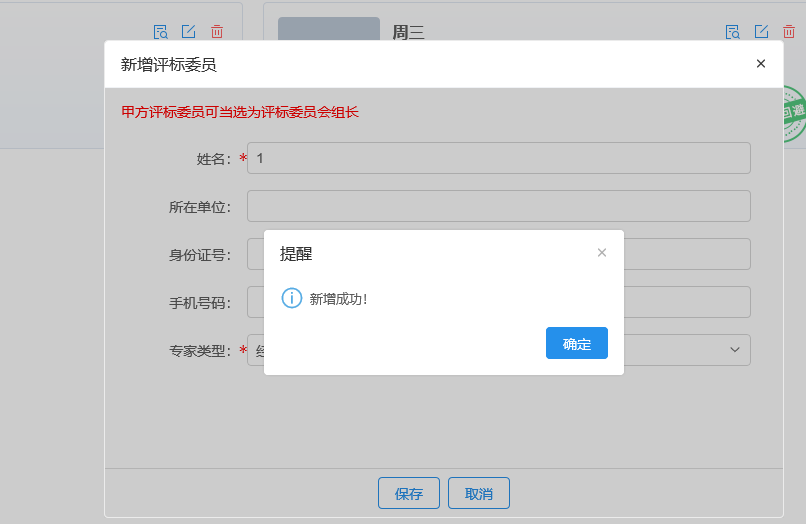 周三
新增评标委员
回避
甲方评标委员可当选为评标委员会组长
姓名：*1
所在单位：
身份证号：
手机号码：
专家类型：*
提醒
新增成功!
确定
保存 取消